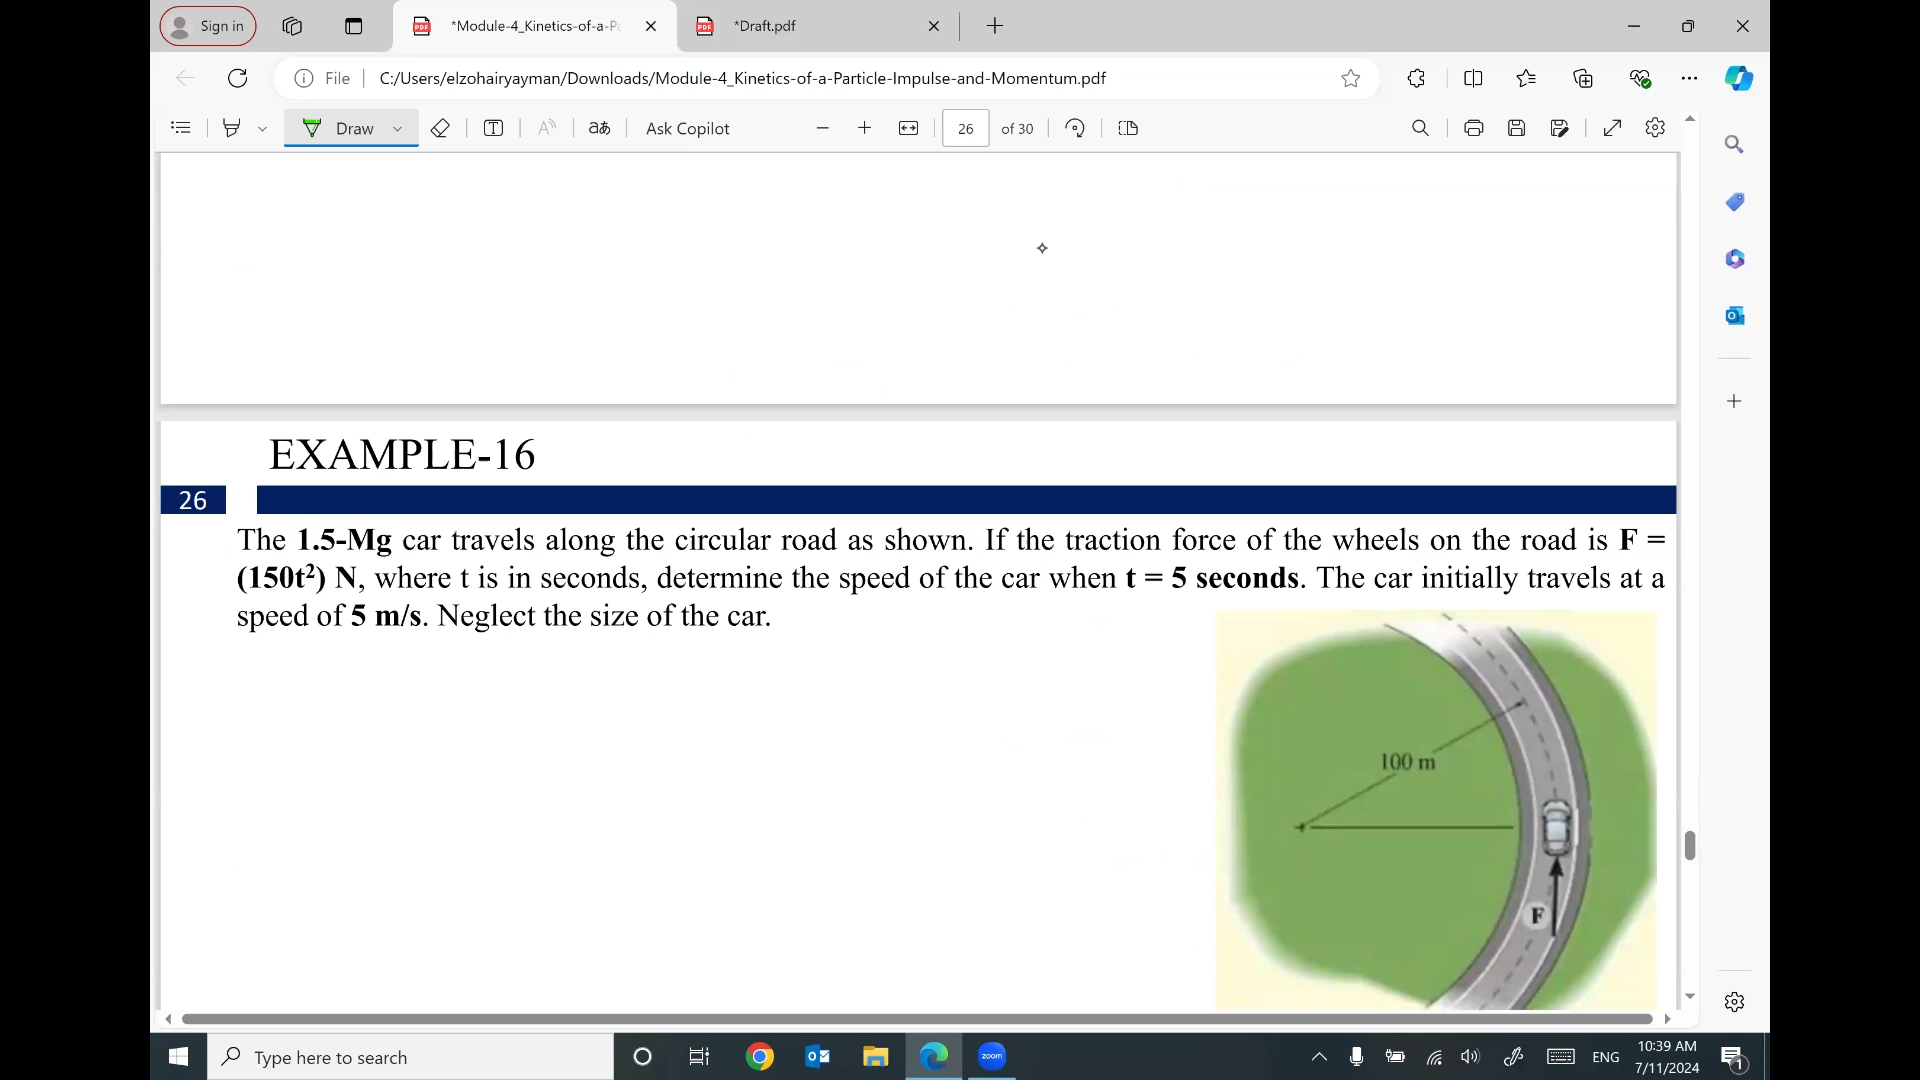 Sign in
*Module-4_Kinetics-of-a-Pa
*Draft.pdf
File
C:/Users/elzohairyayman/Downloads/Module-4_Kinetics-of-a-Particle-Impulse-and-Momentum.pdf
Draw
Ask Copilot
26
of 30
EXAMPLE-16
26
The 1.5-Mg car travels along the circular road as shown. If the traction force of the wheels on the road is F =
(150t²) N, where t is in seconds, determine the speed of the car when t = 5 seconds. The car initially travels at a
speed of 5 m/s. Neglect the size of the car.
100 m
F
Type here to search
zoom
ENG
10:39 AM
7/11/2024
1